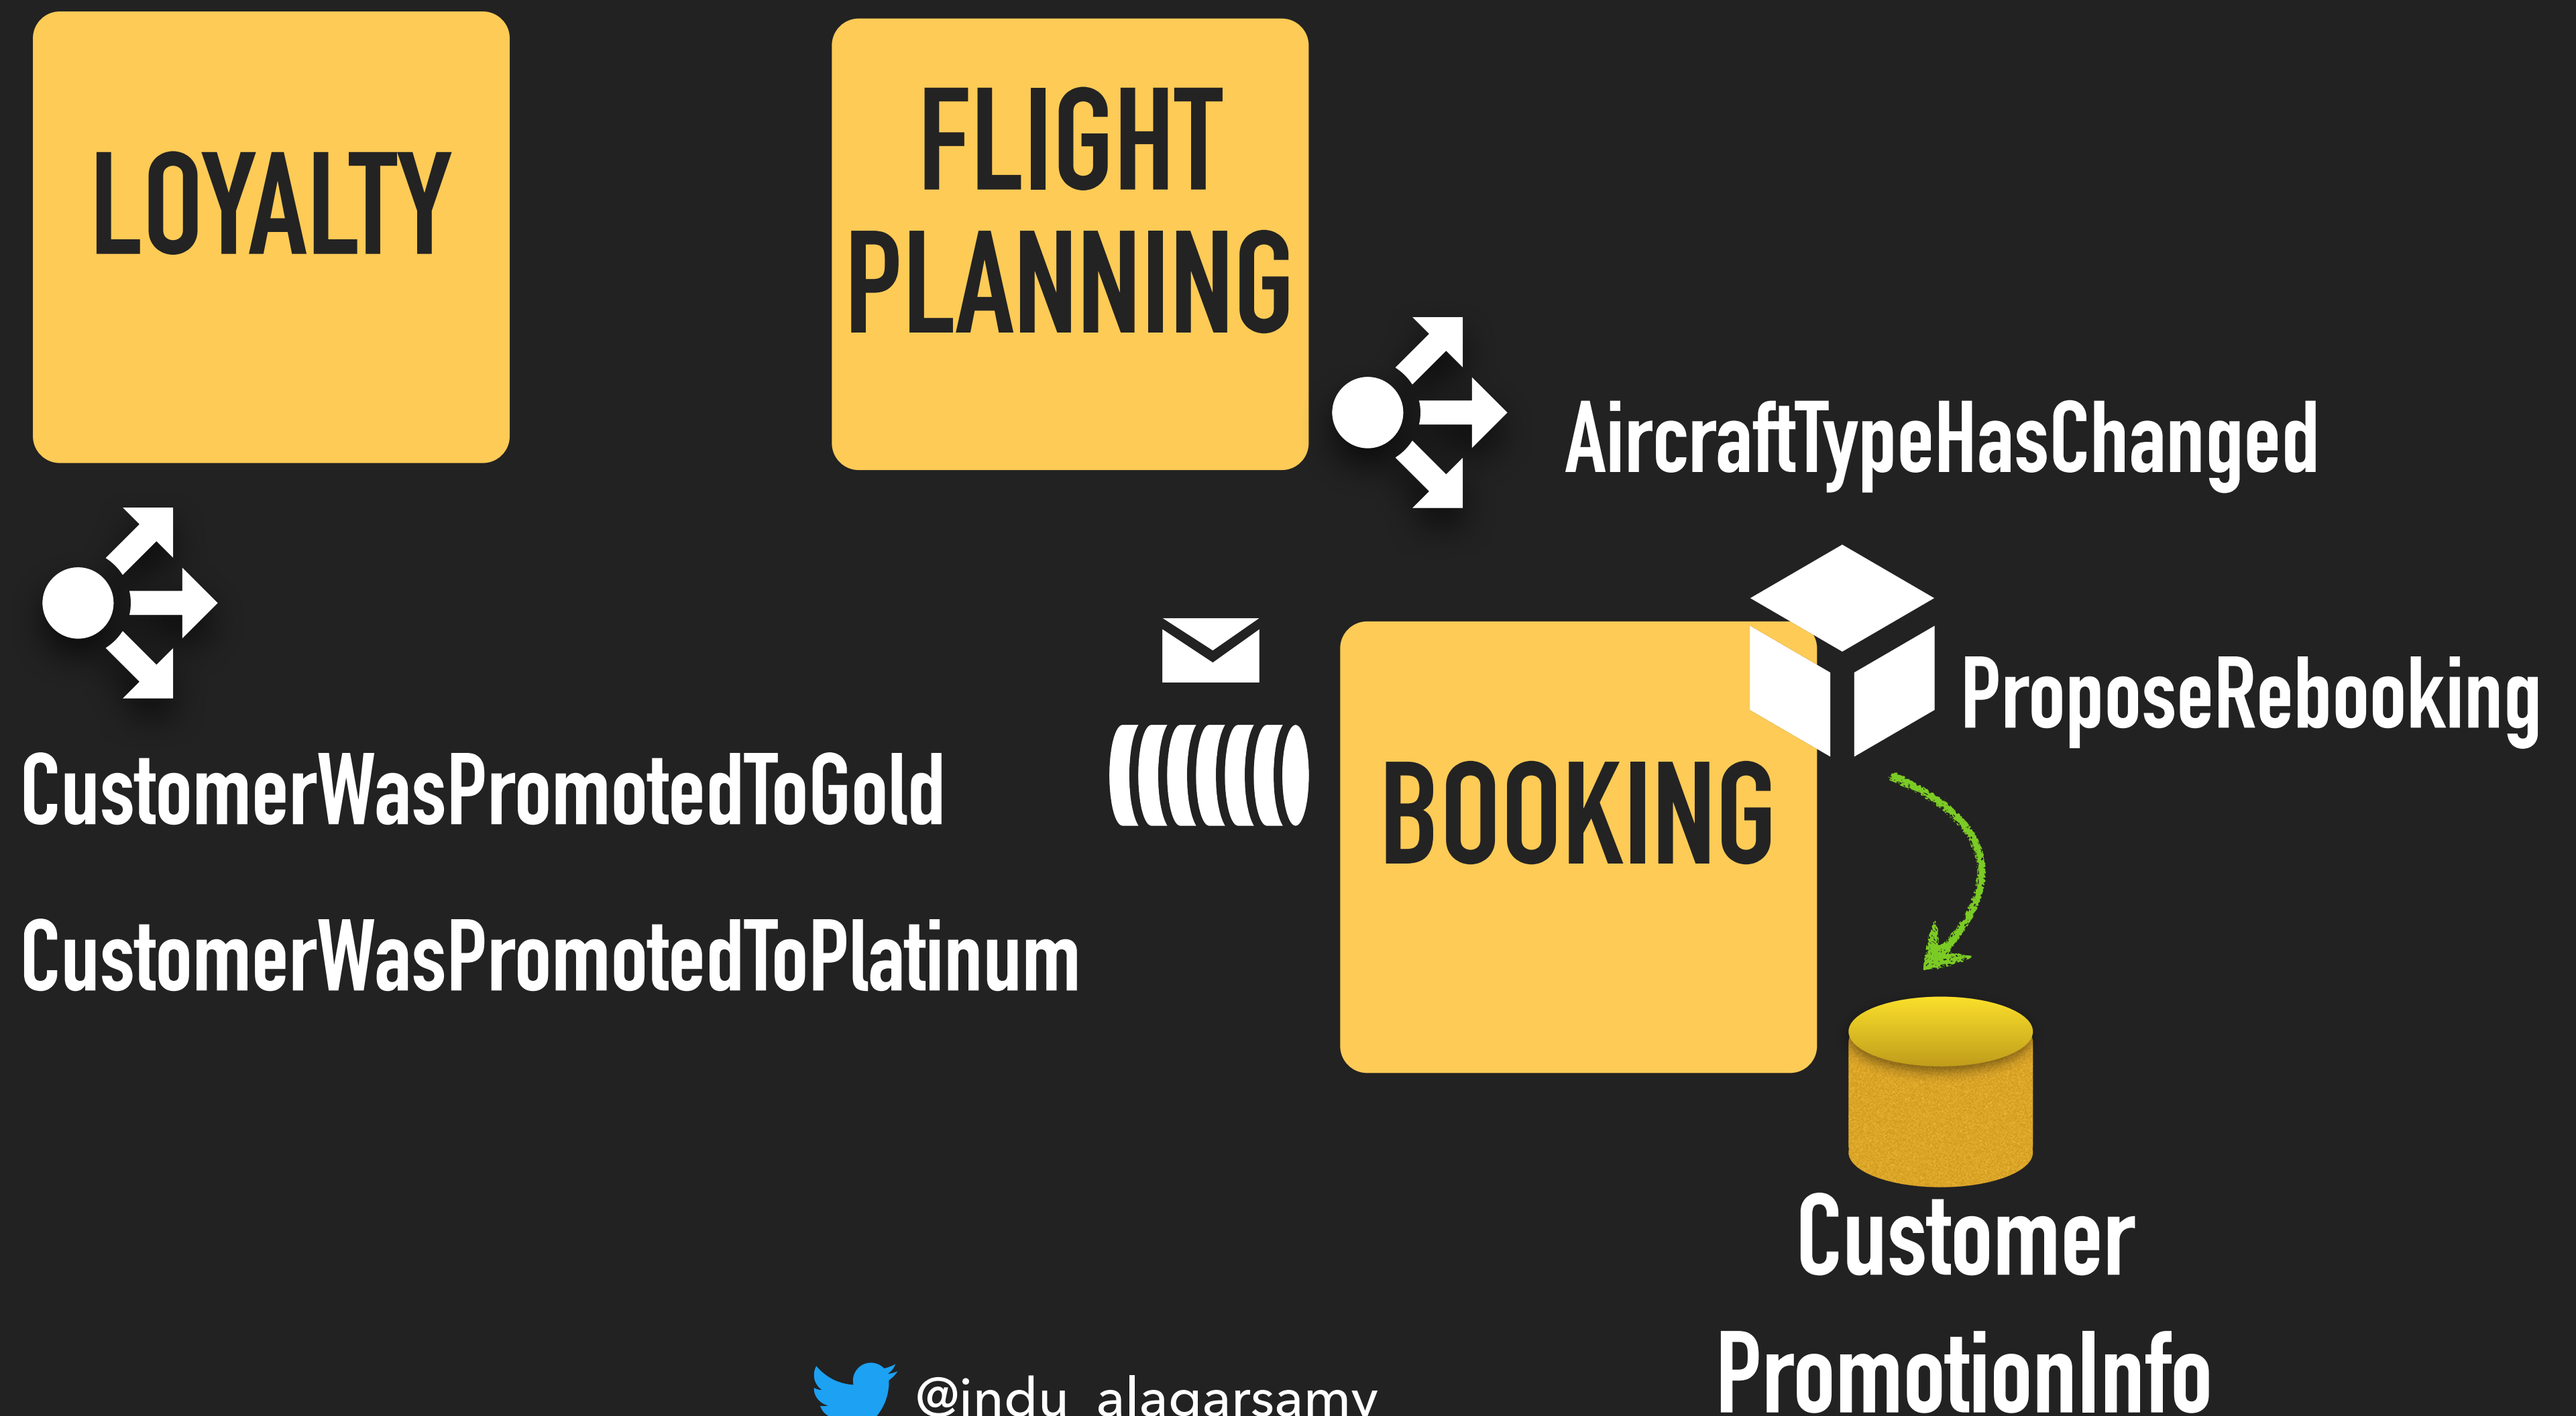 LOYALTY
FLIGHT
PLANNING
AircraftTypeHasChanged
ProposeRebooking
CustomerWasPromotedToGold
BOOKING
CustomerWasPromotedToPlatinum
Customer
PromotionInfo
@indu_alagarsamy